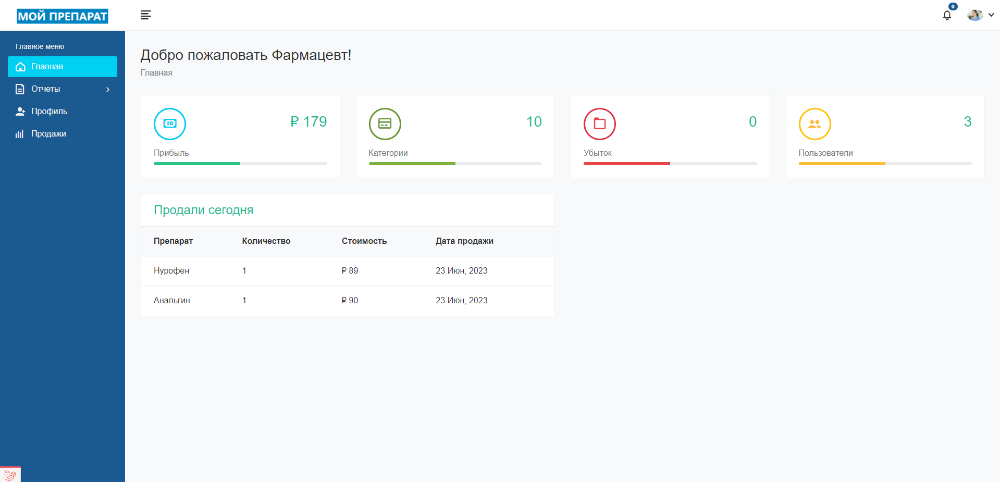 МОЙ ПРЕПАРАТ
0
Главное меню
Главная
Отчеты
Профиль
Продажи
Добро пожаловать Фармацевт!
Главная
10
₽ 179
Прибыль
10
Категории
0
Убыток
3
Пользователи
Продали сегодня
Препарат Количество Стоимость Дата продажи
Нурофен 1 ₽ 89 23 Июн, 2023
Анальгин 1 ₽ 90 23 Июн, 2023